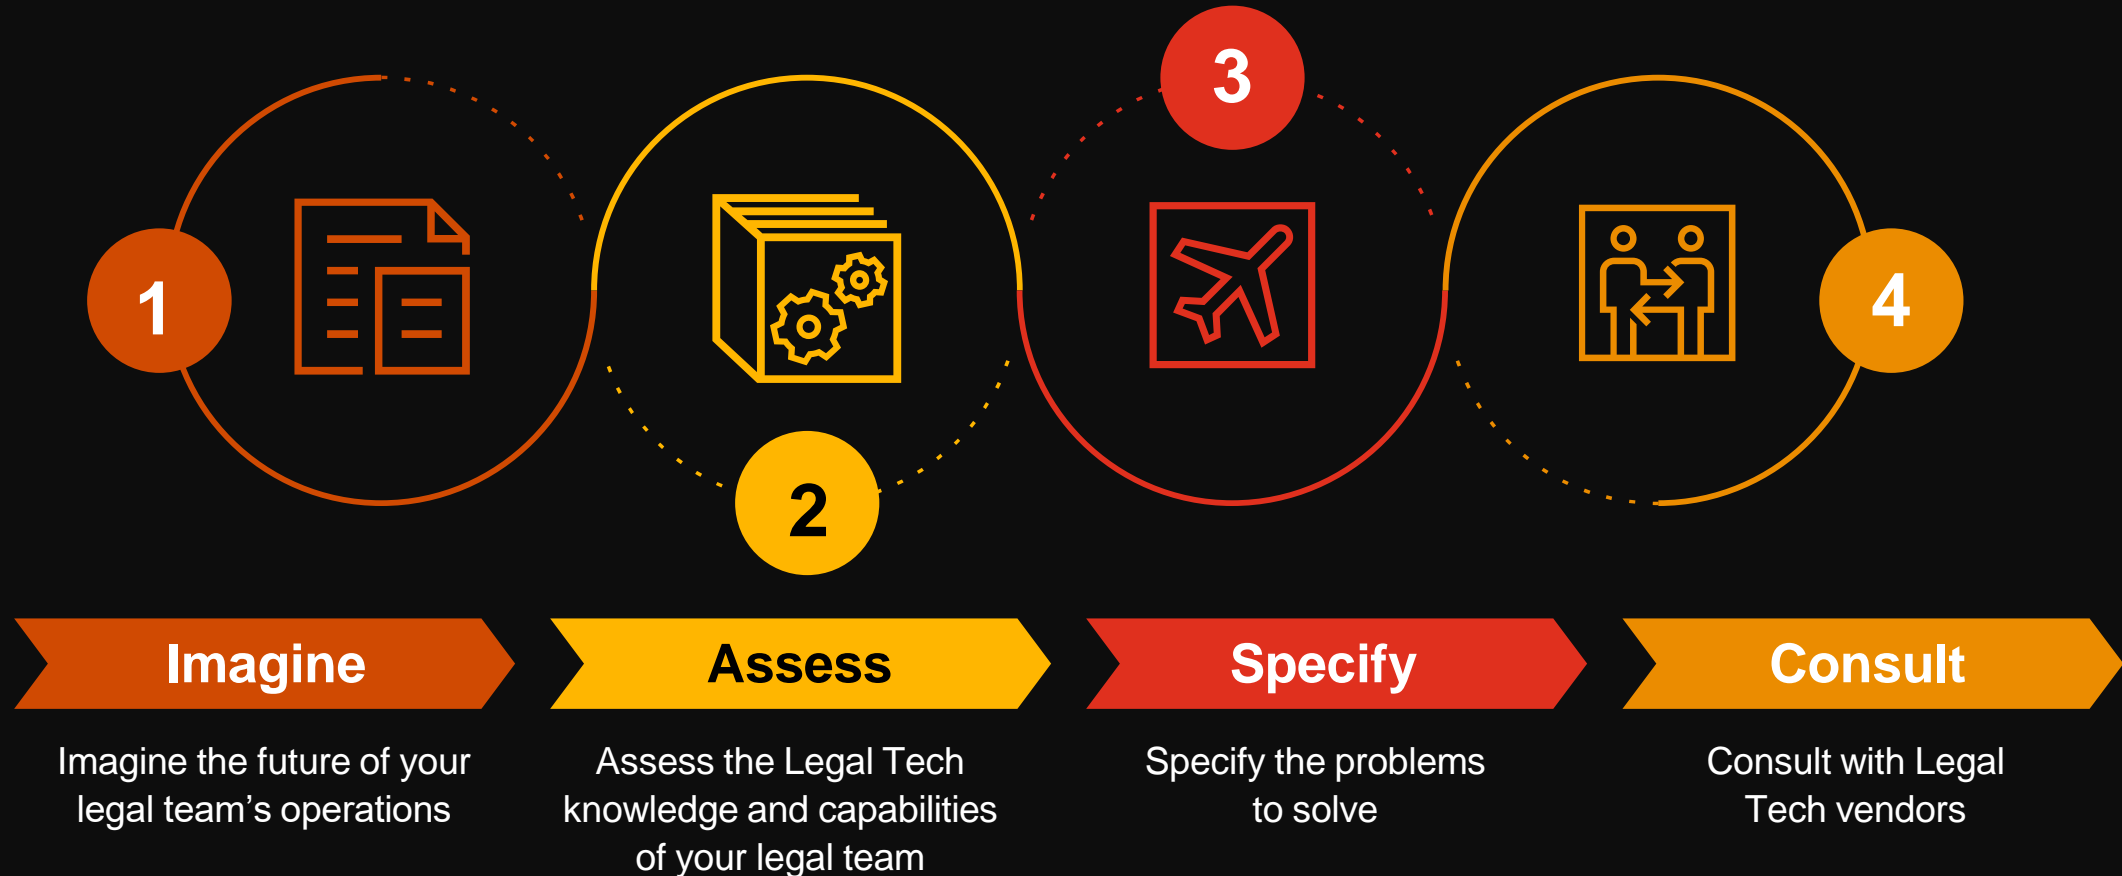 1
2
3
4
Imagine
Imagine the future of your
legal team’s operations
Assess
Assess the Legal Tech
knowledge and capabilities
of your legal team
Specify
Specify the problems
to solve
Consult
Consult with Legal
Tech vendors